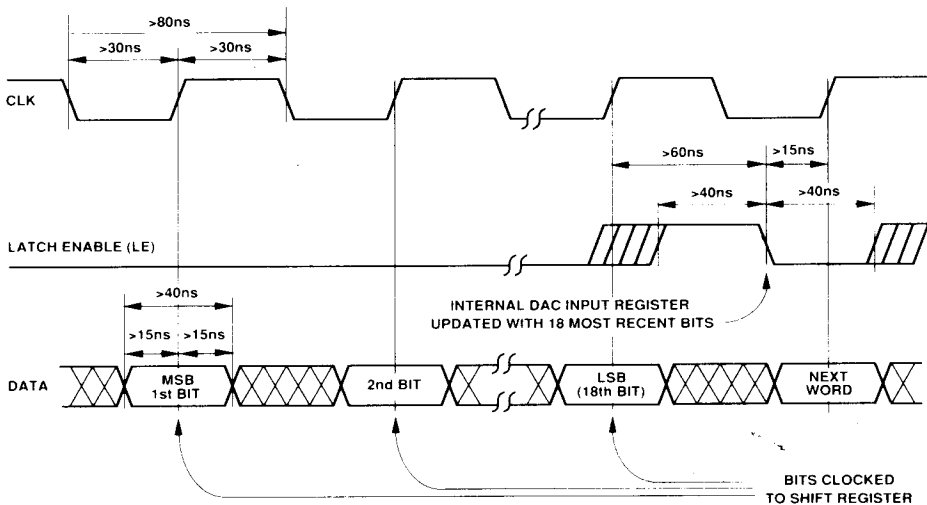 >80ns
>30ns
>30ns
CLK
>60ns
>15ns
>40ns
>40ns
LATCH ENABLE (LE)
INTERNAL DAC INPUT REGISTER
UPDATED WITH 18 MOST RECENT BITS
>40ns
>15ns
>15ns
DATA
MSB
1st BIT
2nd BIT
LSB
(18th BIT)
NEXT
WORD
BITS CLOCKED
TO SHIFT REGISTER